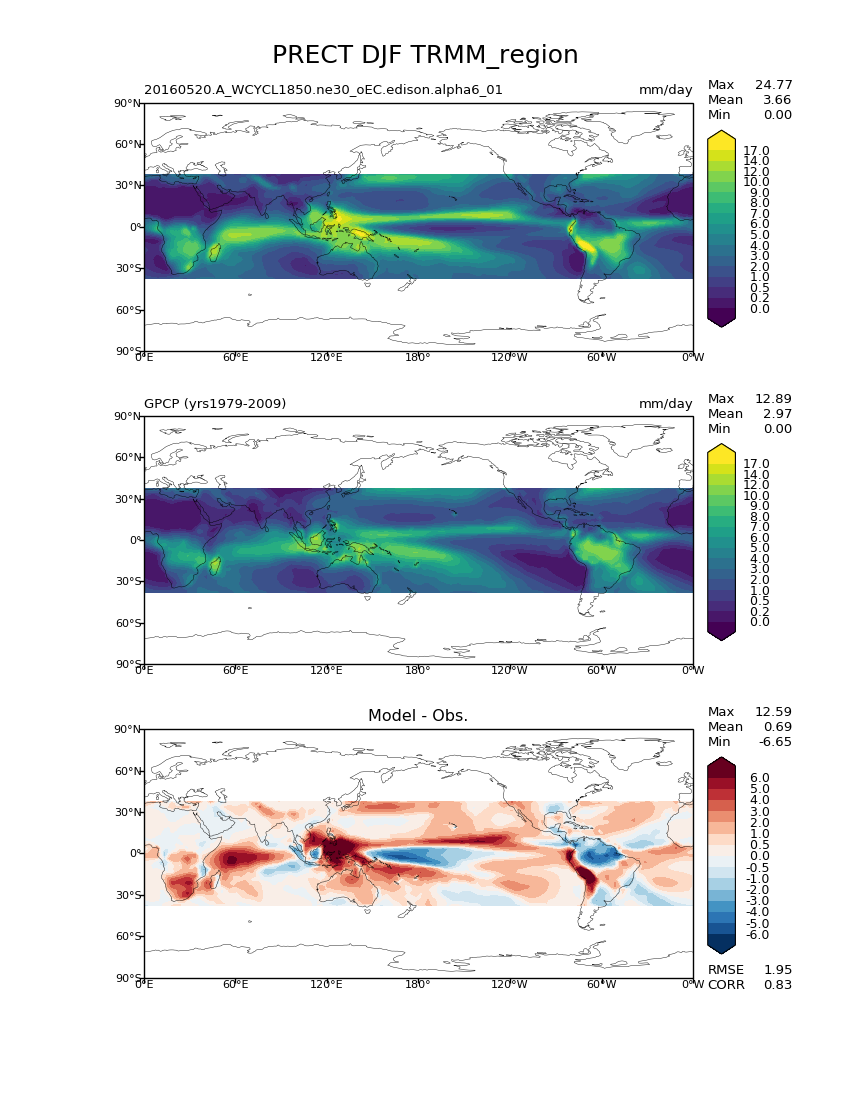 PRECT DJF TRMM_region
20160520.A_WCYCL1850.ne30_oEC.edison.alpha6_01 mm/day
Max 24.77
Mean 3.66
Min 0.00
90°N
60°N
30°N
0°
30°S
60°S
90°S
0°E 60°E 120°E 180° 120°W 60°W 0°W
17.0
14.0
12.0
10.0
9.0
8.0
7.0
6.0
5.0
4.0
3.0
2.0
1.0
0.5
0.2
0.0
GPCP (yrs1979-2009) mm/day
Max 12.89
Mean 2.97
Min 0.00
90°N
60°N
30°N
0°
30°S
60°S
90°S
0°E 60°E 120°E 180° 120°W 60°W 0°W
17.0
14.0
12.0
10.0
9.0
8.0
7.0
6.0
5.0
4.0
3.0
2.0
1.0
0.5
0.2
0.0
Model - Obs.
Max 12.59
Mean 0.69
Min -6.65
90°N
60°N
30°N
0°
30°S
60°S
90°S
0°E 60°E 120°E 180° 120°W 60°W 0°W
6.0
5.0
4.0
3.0
2.0
1.0
0.5
0.0
-0.5
-1.0
-2.0
-3.0
-4.0
-5.0
-6.0
RMSE 1.95
CORR 0.83